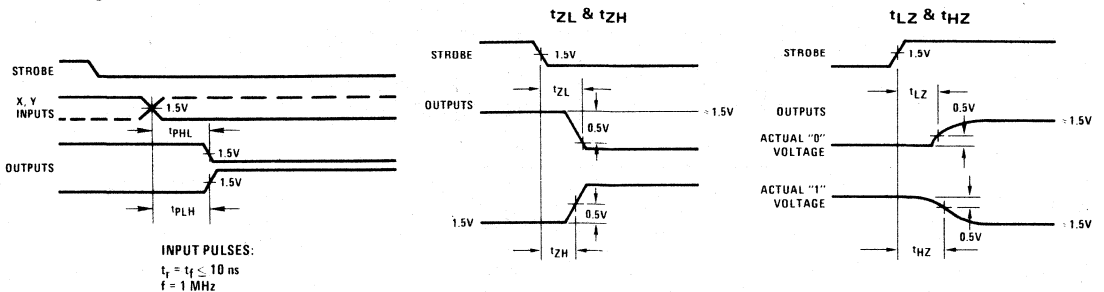 STROBE
X, Y
INPUTS
1.5V
tPHL
1.5V
OUTPUTS
1.5V
tPLH
INPUT PULSES:
tr = tf ≤ 10 ns
f = 1 MHz
tZL & tZH
STROBE
1.5V
tZL
OUTPUTS
≈ 1.5V
0.5V
1.5V
0.5V
tZH
tLZ & tHZ
STROBE
1.5V
tLZ
0.5V
OUTPUTS
≈ 1.5V
ACTUAL "0"
VOLTAGE
ACTUAL "1"
VOLTAGE
≈ 1.5V
0.5V
tHZ